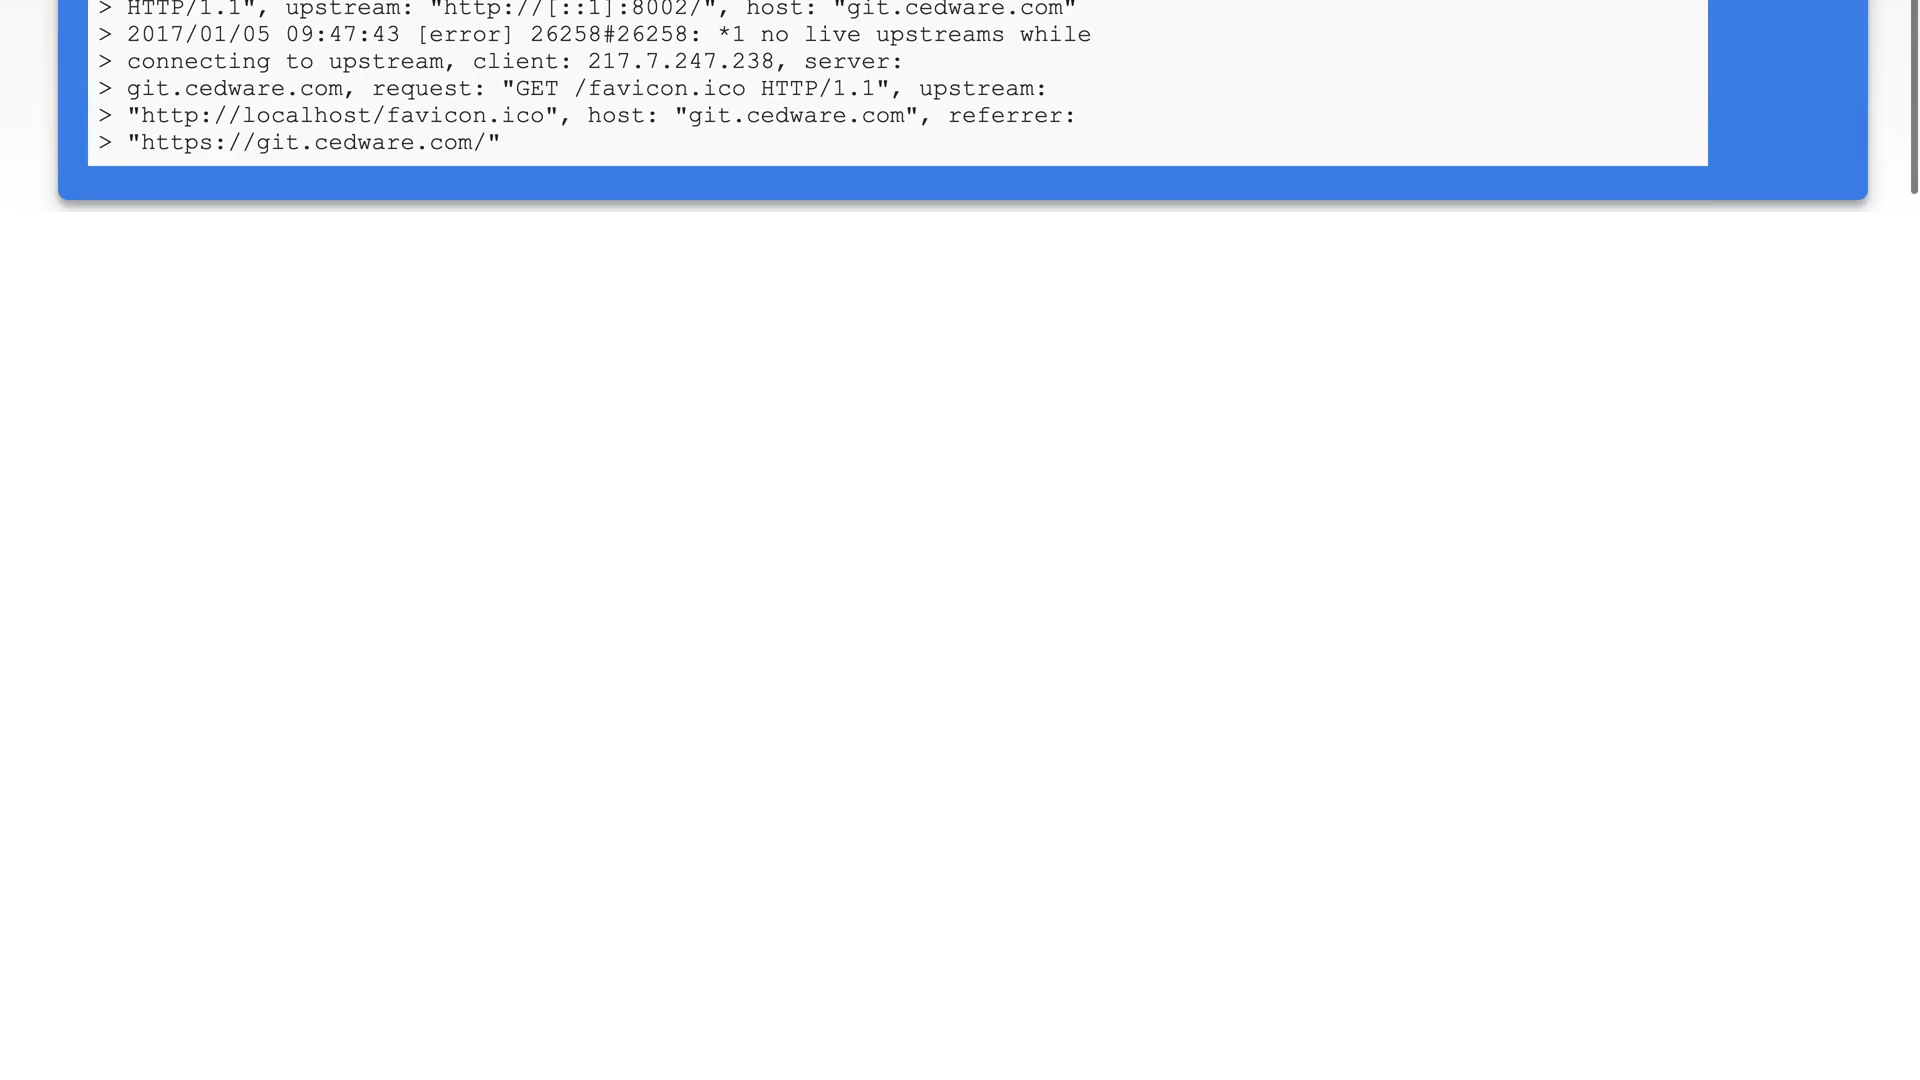 > HTTP/1.1", upstream: "http://[::1]:8002/", host: "git.cedware.com"
> 2017/01/05 09:47:43 [error] 26258#26258: *1 no live upstreams while
> connecting to upstream, client: 217.7.247.238, server:
> git.cedware.com, request: "GET /favicon.ico HTTP/1.1", upstream:
> "http://localhost/favicon.ico", host: "git.cedware.com", referrer:
> "https://git.cedware.com/"